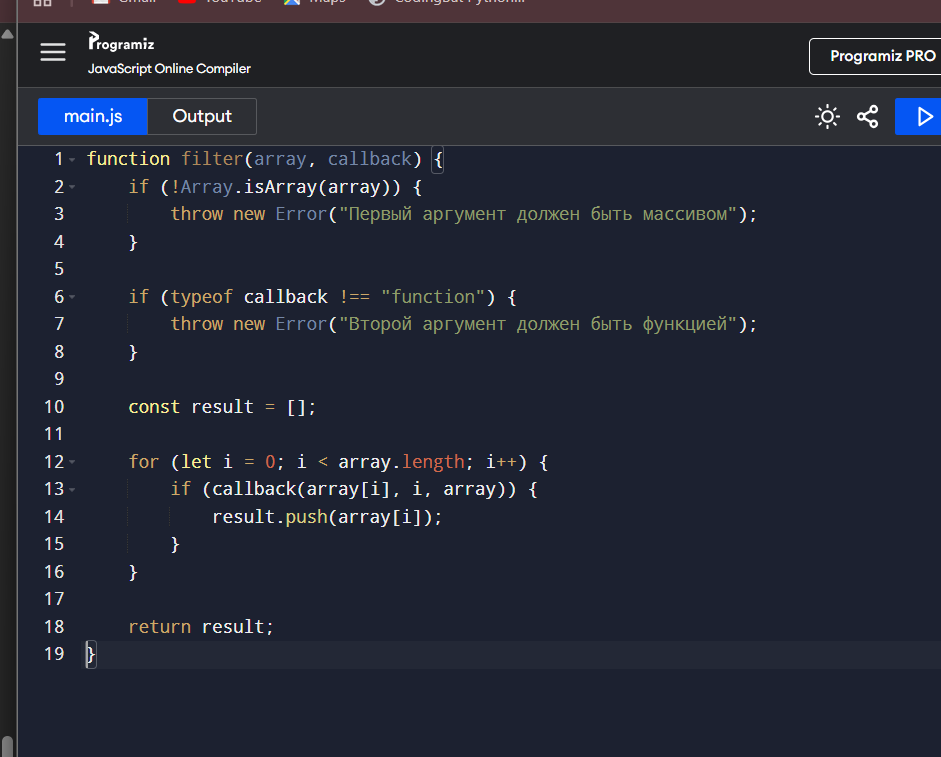 Programiz
JavaScript Online Compiler
Programiz PRO
main.js
Output
1 function filter(array, callback) {
2     if (!Array.isArray(array)) {
3         throw new Error("Первый аргумент должен быть массивом");
4     }
5
6     if (typeof callback !== "function") {
7         throw new Error("Второй аргумент должен быть функцией");
8     }
9
10     const result = [];
11
12     for (let i = 0; i < array.length; i++) {
13         if (callback(array[i], i, array)) {
14             result.push(array[i]);
15         }
16     }
17
18     return result;
19 }